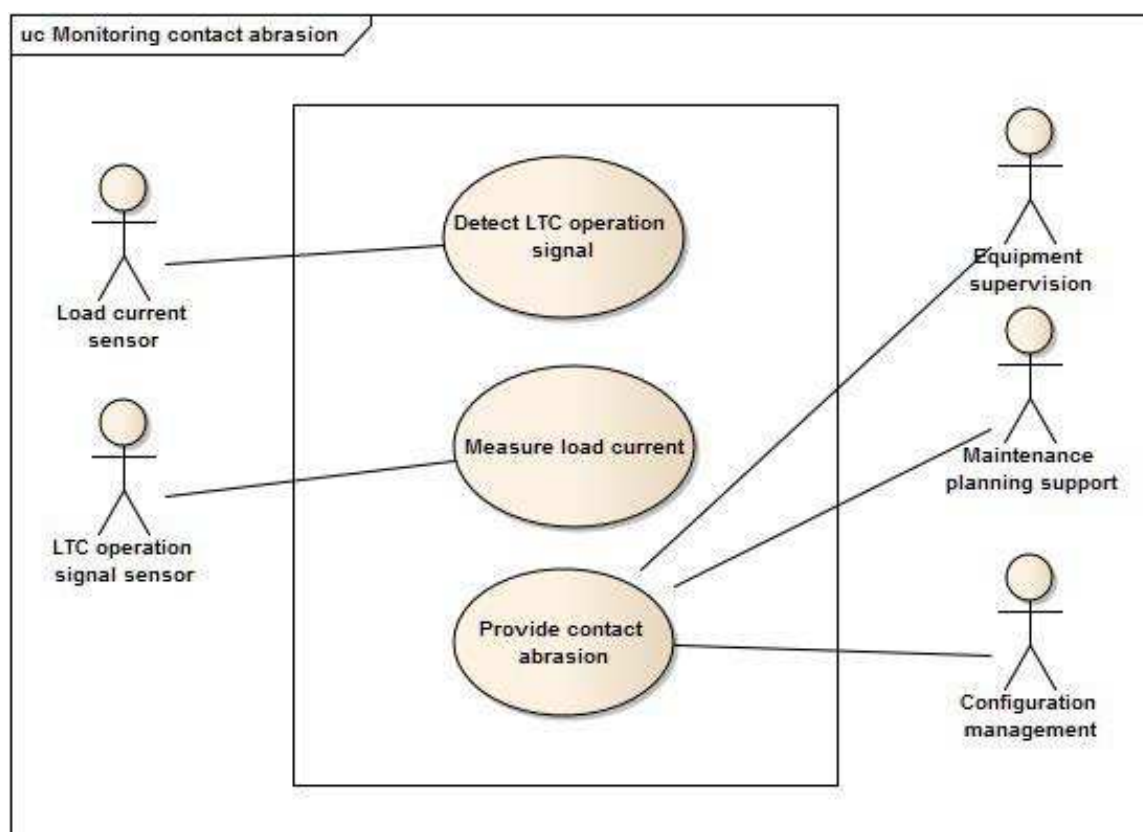 uc Monitoring contact abrasion
Load current
sensor
LTC operation
signal sensor
Detect LTC operation
signal
Measure load current
Provide contact
abrasion
Equipment
supervision
Maintenance
planning support
Configuration
management